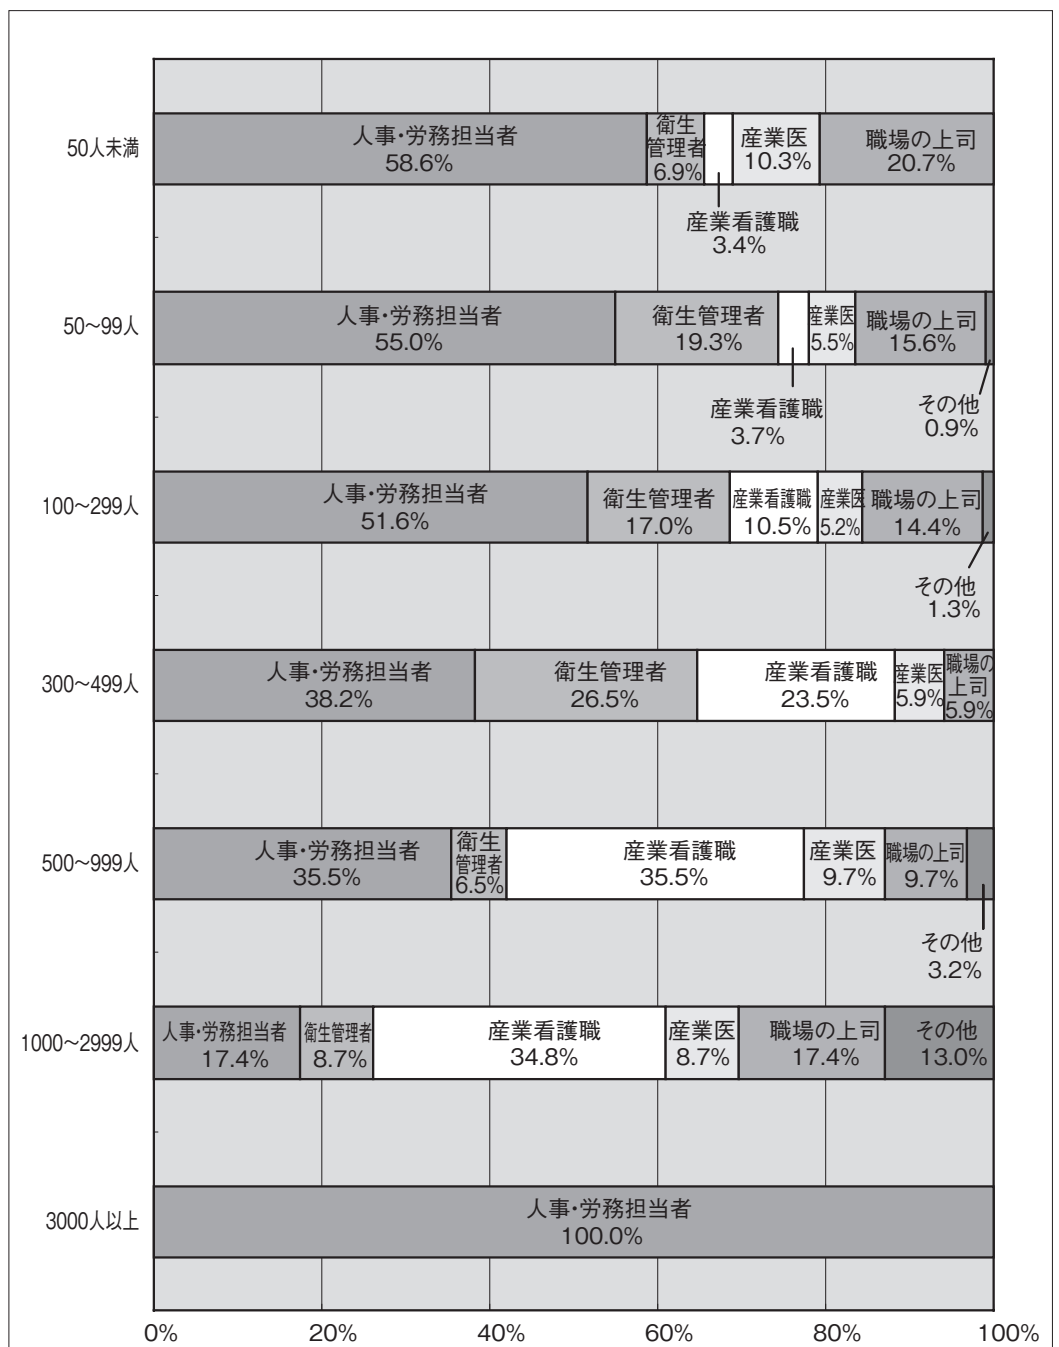 50人未満
人事・労務担当者
58.6%
衛生
管理者
6.9%
産業看護職
3.4%
産業医
10.3%
職場の上司
20.7%
50～99人
人事・労務担当者
55.0%
衛生管理者
19.3%
産業看護職
3.7%
産業医
5.5%
職場の上司
15.6%
その他
0.9%
100～299人
人事・労務担当者
51.6%
衛生管理者
17.0%
産業看護職
10.5%
産業医
5.2%
職場の上司
14.4%
その他
1.3%
300～499人
人事・労務担当者
38.2%
衛生管理者
26.5%
産業看護職
23.5%
産業医
5.9%
職場の
上司
5.9%
500～999人
人事・労務担当者
35.5%
衛生
管理者
6.5%
産業看護職
35.5%
産業医
9.7%
職場の上司
9.7%
その他
3.2%
1000～2999人
人事・労務担当者
17.4%
衛生管理者
8.7%
産業看護職
34.8%
産業医
8.7%
職場の上司
17.4%
その他
13.0%
3000人以上
人事・労務担当者
100.0%
0% 20% 40% 60% 80% 100%